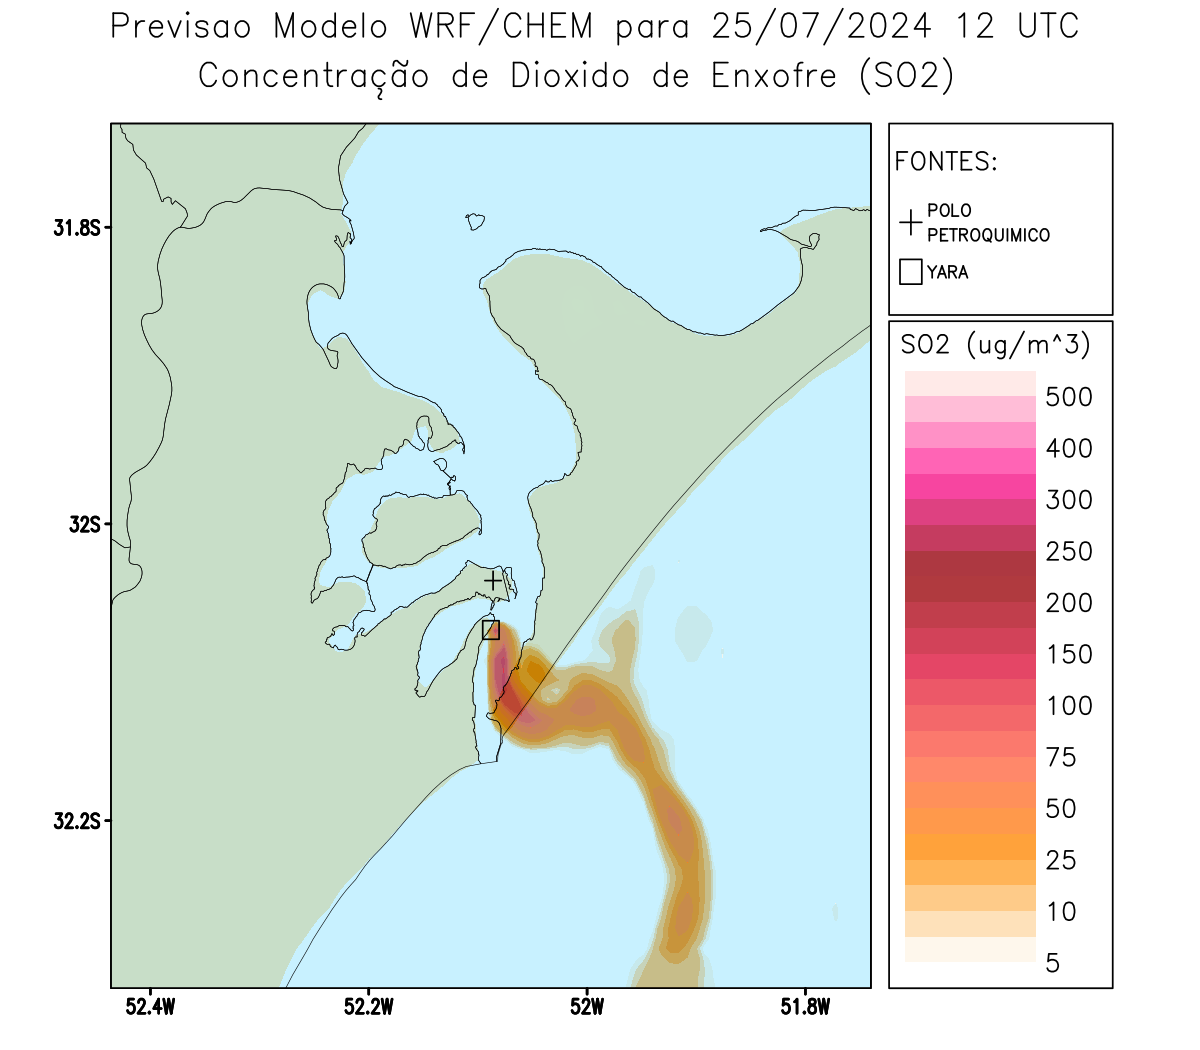 Previsao Modelo WRF/CHEM para 25/07/2024 12 UTC
Concentração de Dioxido de Enxofre (SO2)
FONTES:
POLO
PETROQUIMICO
YARA
SO2 (ug/m^3)
500
400
300
250
200
150
100
75
50
25
10
5
31.8S
32S
32.2S
52.4W
52.2W
52W
51.8W